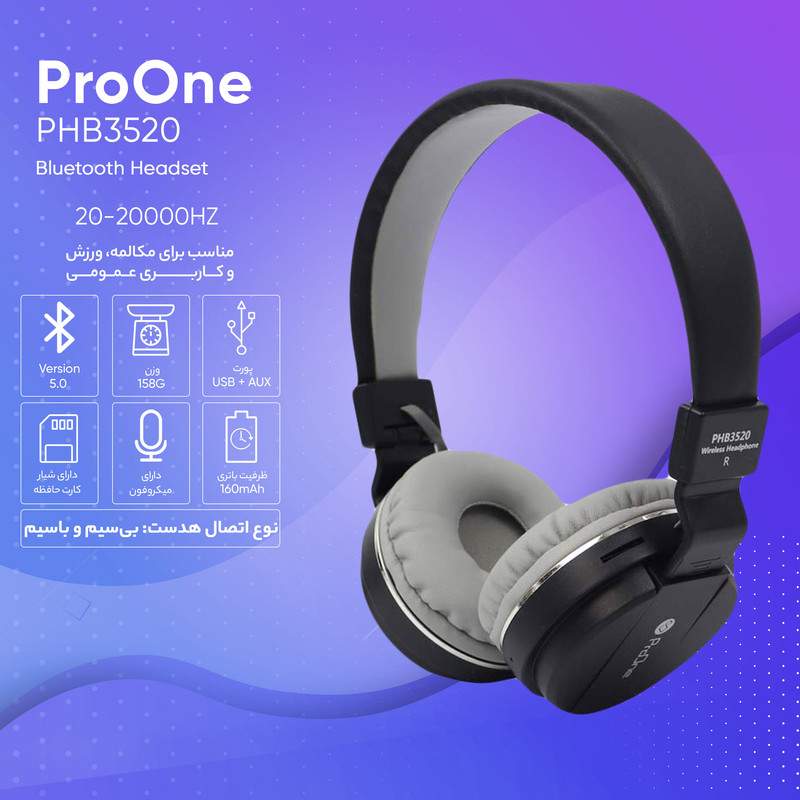 ProOne
PHB3520
Bluetooth Headset
20-20000HZ
مناسب برای مکالمه، ورزش
و کاربری عمومی
Version
5.0
وزن
158G
پورت
USB + AUX
دارای شیار
کارت حافظه
دارای
میکروفون
ظرفیت باتری
160mAh
نوع اتصال هدست: بی‌سیم و باسیم
PHB3520
Wireless Headphone
R
ProOne